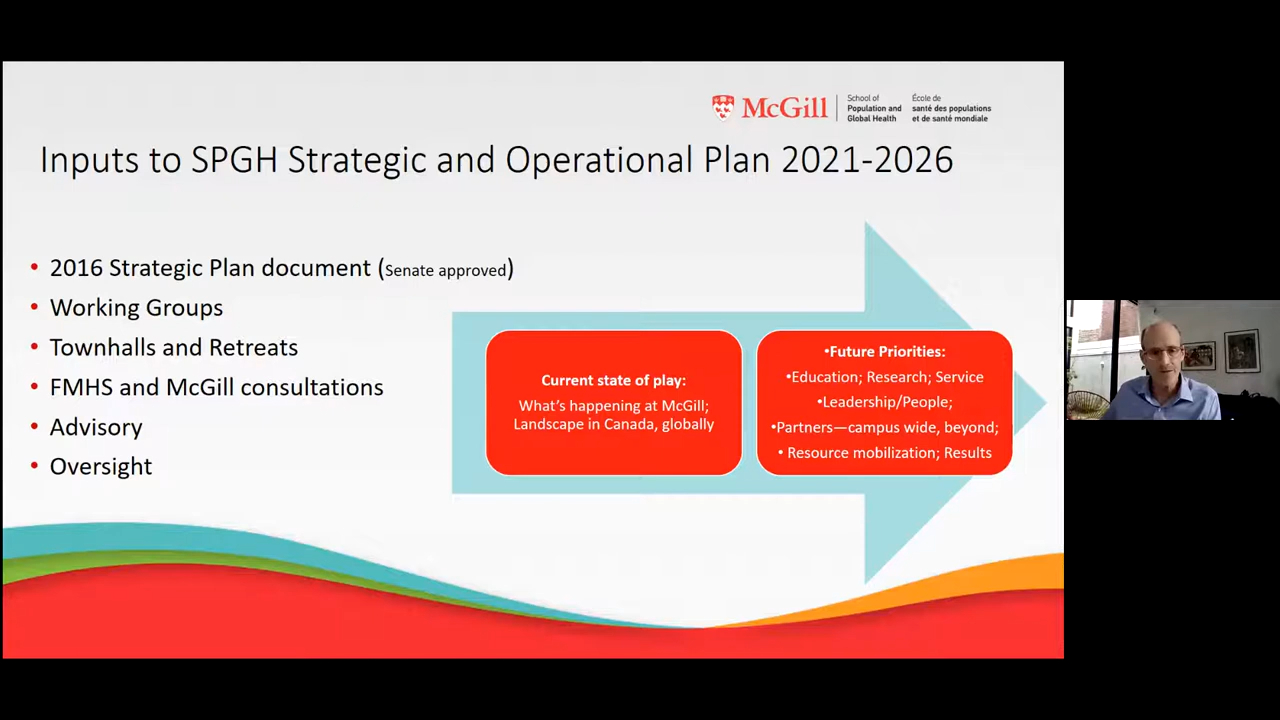 McGill
School of
Population and
Global Health
École de
santé des populations
et de santé mondiale
Inputs to SPGH Strategic and Operational Plan 2021-2026
• 2016 Strategic Plan document (Senate approved)
• Working Groups
• Townhalls and Retreats
• FMHS and McGill consultations
• Advisory
• Oversight
Current state of play:
What’s happening at McGill;
Landscape in Canada, globally
•Future Priorities:
•Education; Research; Service
•Leadership/People;
•Partners—campus wide, beyond;
• Resource mobilization; Results